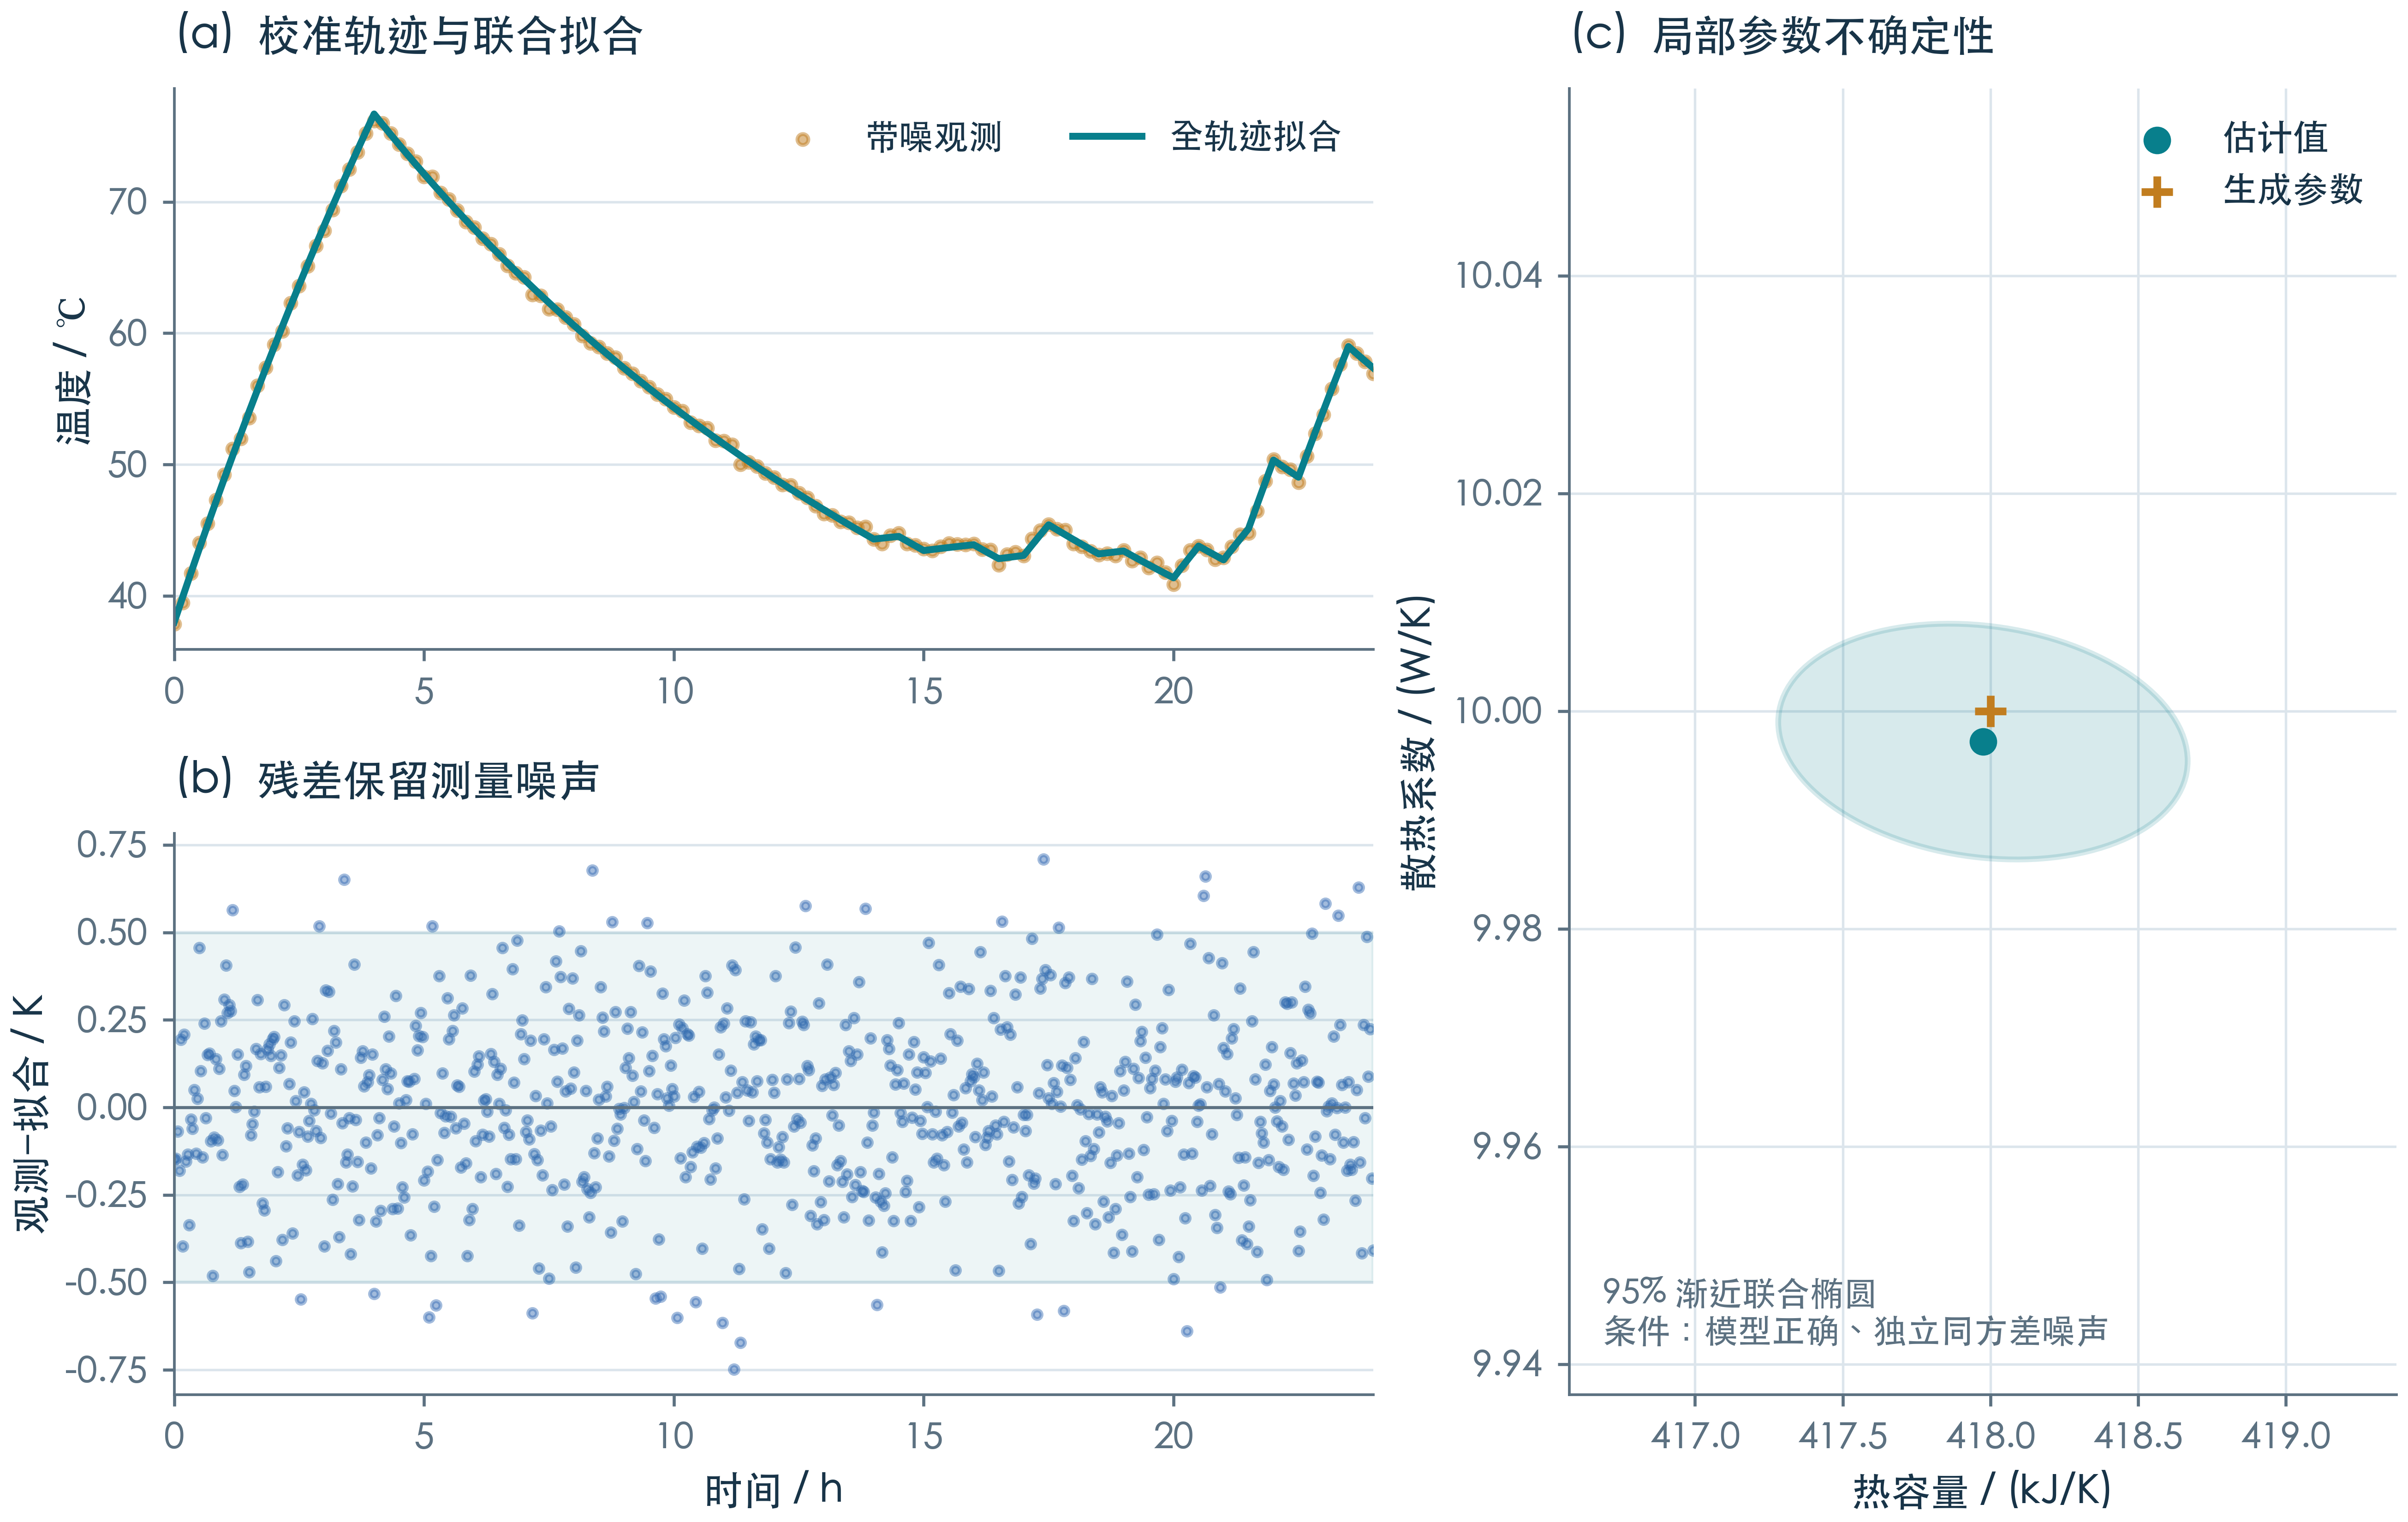 (a) 校准轨迹与联合拟合
带噪观测
全轨迹拟合
温度 / ℃
70
60
50
40
0 5 10 15 20
(b) 残差保留测量噪声
观测−拟合 / K
0.75
0.50
0.25
0.00
-0.25
-0.50
-0.75
0 5 10 15 20
时间 / h
(c) 局部参数不确定性
估计值
生成参数
散热系数 / (W/K)
10.04
10.02
10.00
9.98
9.96
9.94
95% 渐近联合椭圆
条件：模型正确、独立同方差噪声
417.0 417.5 418.0 418.5 419.0
热容量 / (kJ/K)